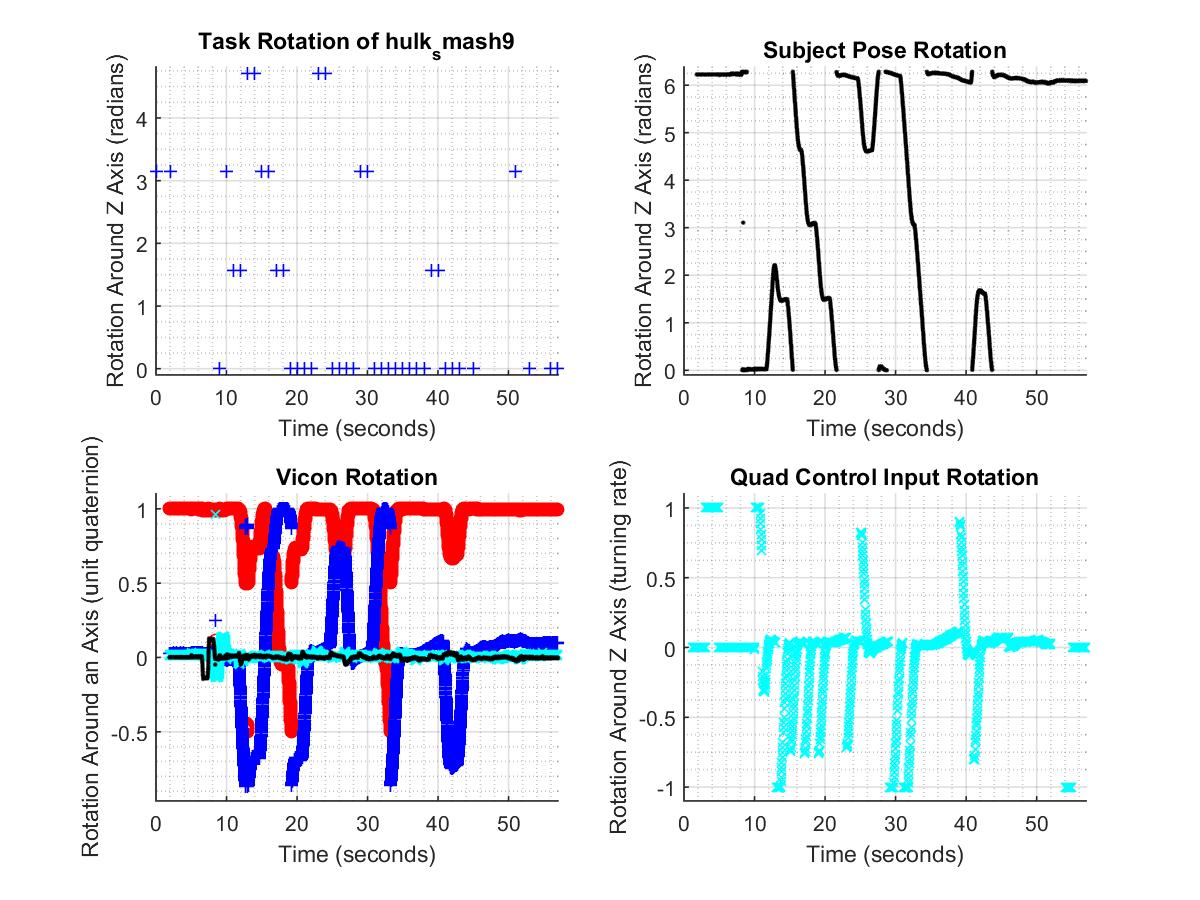 Task Rotation of hulksmash9
Rotation Around Z Axis (radians)
4
3
2
1
0
0 10 20 30 40 50
Time (seconds)
Subject Pose Rotation
Rotation Around Z Axis (radians)
6
5
4
3
2
1
0
0 10 20 30 40 50
Time (seconds)
Vicon Rotation
Rotation Around an Axis (unit quaternion)
1
0.5
0
-0.5
0 10 20 30 40 50
Time (seconds)
Quad Control Input Rotation
Rotation Around Z Axis (turning rate)
1
0.5
0
-0.5
-1
0 10 20 30 40 50
Time (seconds)